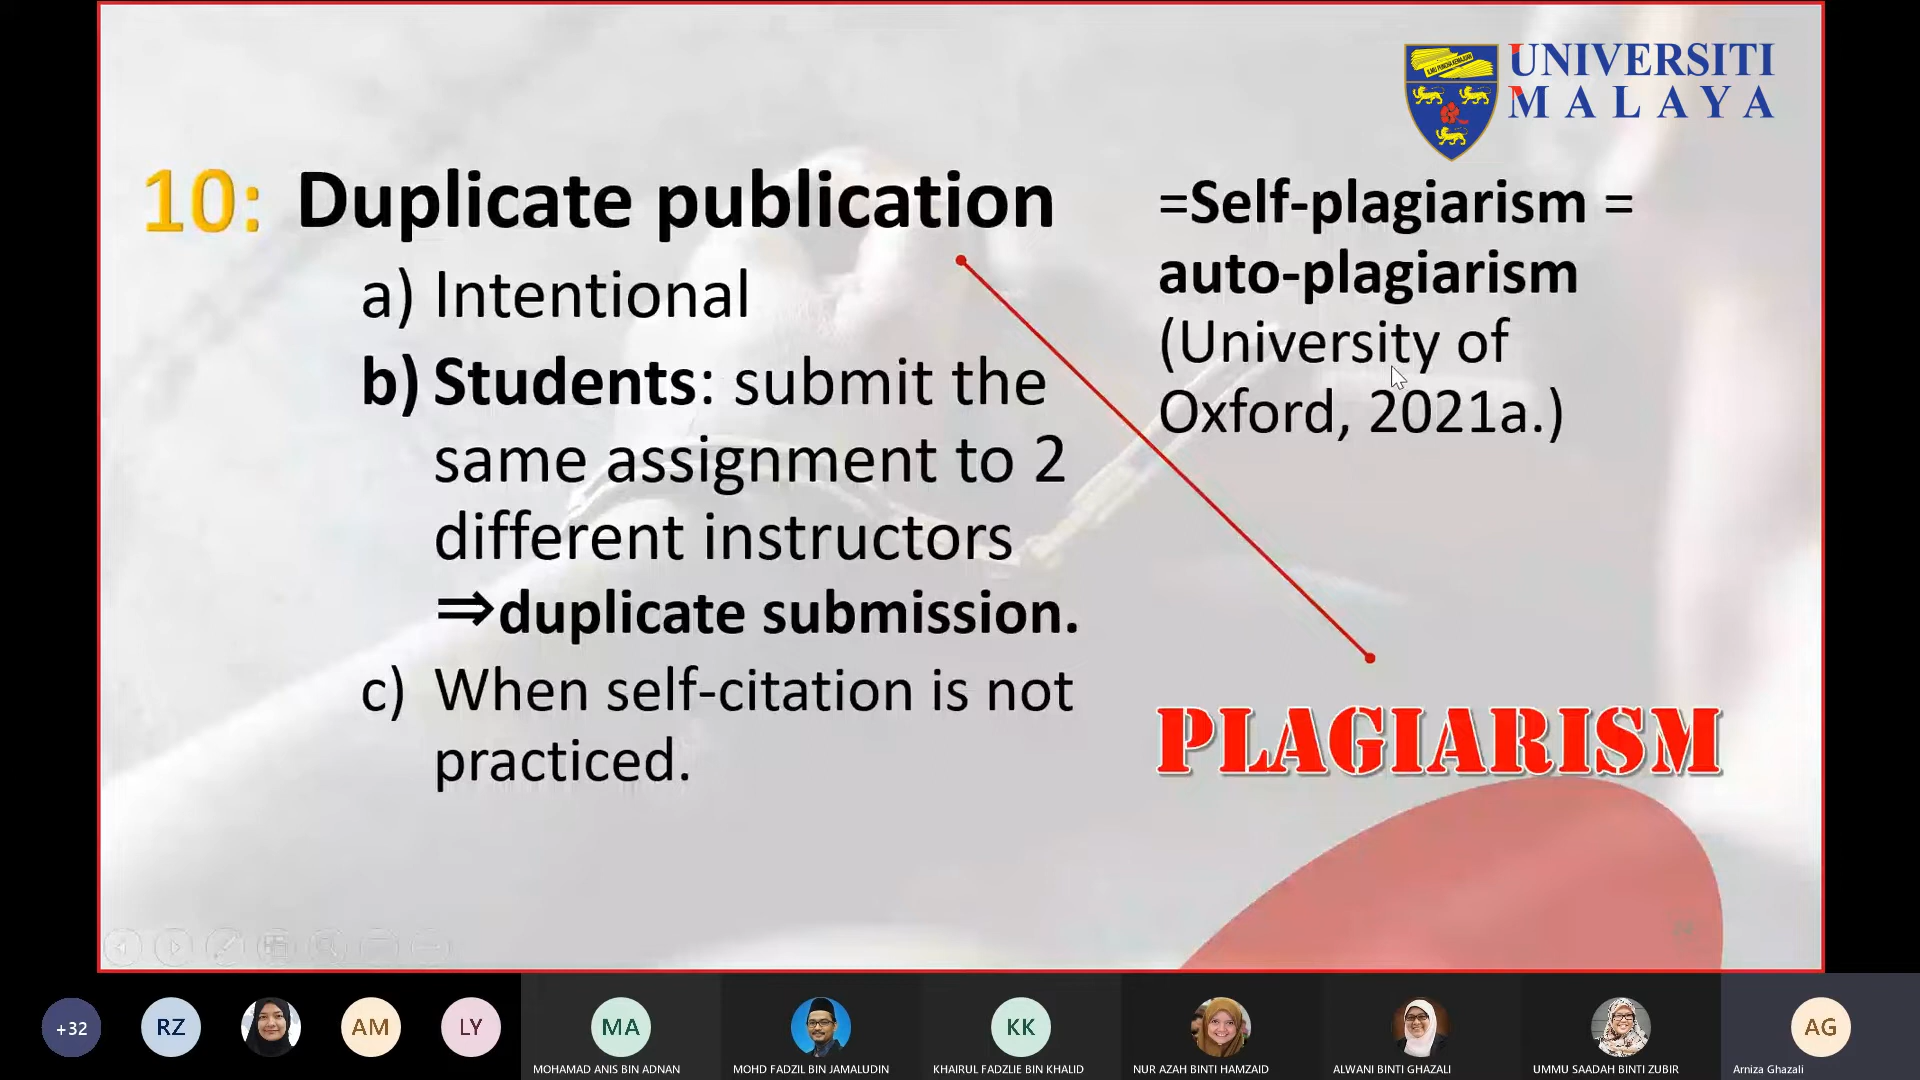 UNIVERSITI
MALAYA
10: Duplicate publication
a) Intentional
b) Students: submit the
same assignment to 2
different instructors
⇒duplicate submission.
c) When self-citation is not
practiced.
=Self-plagiarism =
auto-plagiarism
(University of
Oxford, 2021a.)
PLAGIARISM
+32
RZ
AM
LY
MA
MOHAMAD ANIS BIN ADNAN
MOHD FADZIL BIN JAMALUDIN
KK
KHAIRUL FADZLIE BIN KHALID
NUR AZAH BINTI HAMZAID
ALWANI BINTI GHAZALI
UMMU SAADAH BINTI ZUBIR
AG
Arniza Ghazali